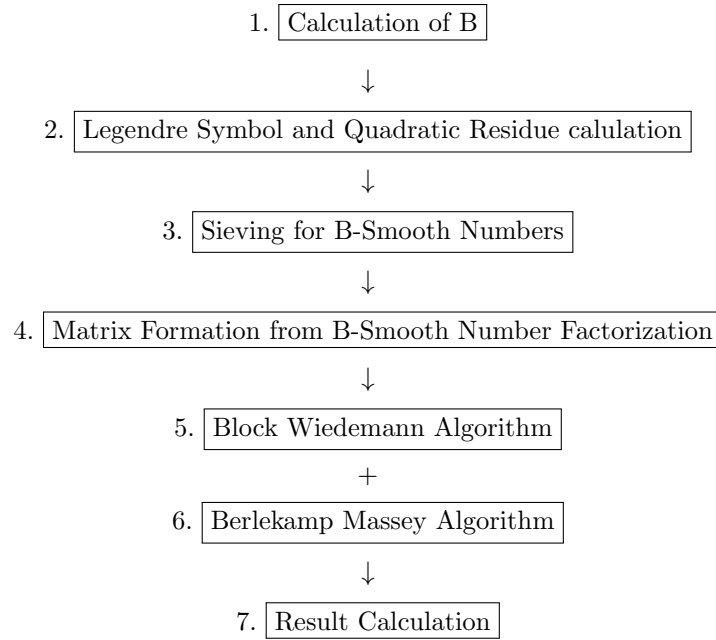 1. Calculation of B
↓
2. Legendre Symbol and Quadratic Residue calulation
↓
3. Sieving for B-Smooth Numbers
↓
4. Matrix Formation from B-Smooth Number Factorization
↓
5. Block Wiedemann Algorithm
+
6. Berlekamp Massey Algorithm
↓
7. Result Calculation